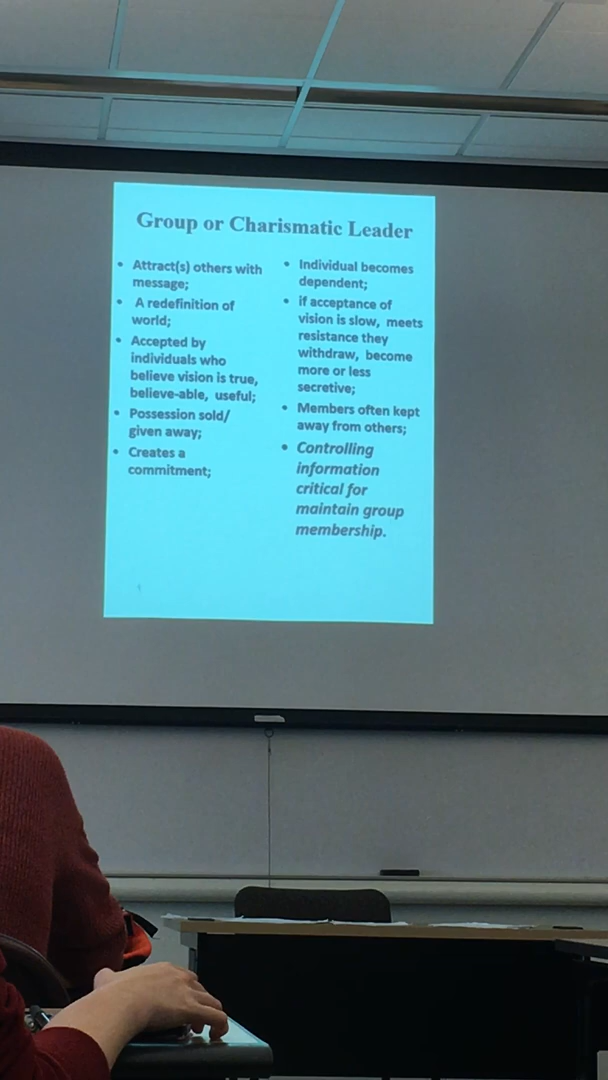 Group or Charismatic Leader
• Attract(s) others with
message;
• A redefinition of
world;
• Accepted by
individuals who
believe vision is true,
believe-able, useful;
• Possession sold/
given away;
• Creates a
commitment;
• Individual becomes
dependent;
• if acceptance of
vision is slow, meets
resistance they
withdraw, become
more or less
secretive;
• Members often kept
away from others;
• Controlling
information
critical for
maintain group
membership.